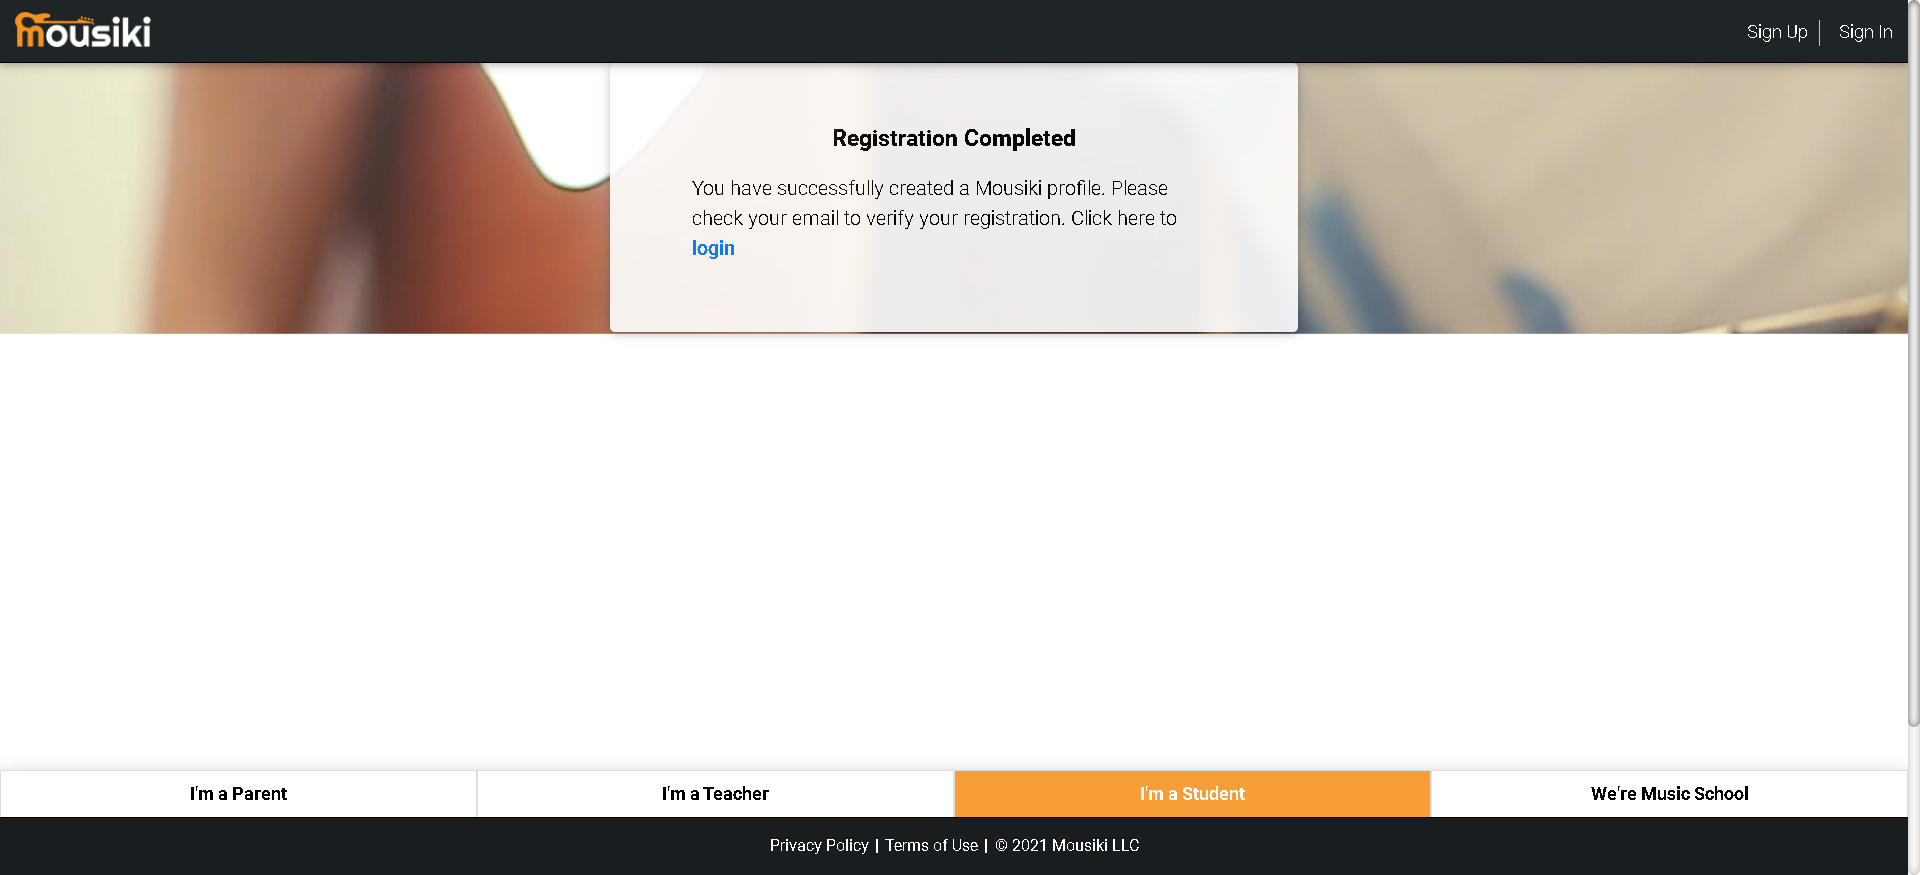 mousiki
Sign Up
Sign In
Registration Completed
You have successfully created a Mousiki profile. Please
check your email to verify your registration. Click here to
login
I'm a Parent
I'm a Teacher
I'm a Student
We're Music School
Privacy Policy | Terms of Use | © 2021 Mousiki LLC